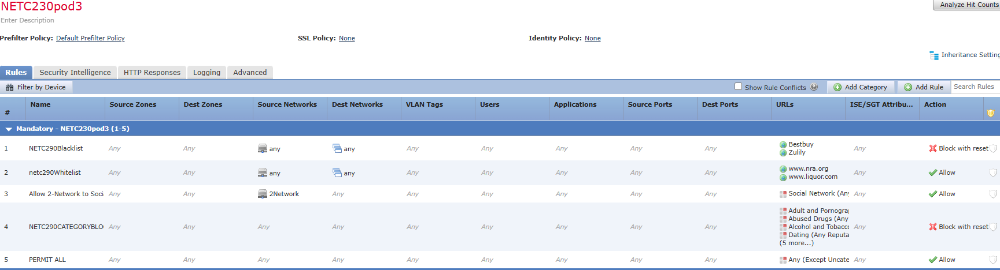 NETC230pod3
Analyze Hit Counts
Enter Description
Prefilter Policy: Default Prefilter Policy SSL Policy: None Identity Policy: None
Inheritance Setting
Rules Security Intelligence HTTP Responses Logging Advanced
Filter by Device Show Rule Conflicts ? Add Category Add Rule Search Rules
# Name Source Zones Dest Zones Source Networks Dest Networks VLAN Tags Users Applications Source Ports Dest Ports URLs ISE/SGT Attribu... Action
Mandatory - NETC230pod3 (1-5)
1 NETC290Blacklist Any Any any any Any Any Any Any Any Bestbuy Any Block with reset
Zulily
2 netc290Whitelist Any Any any any Any Any Any Any Any www.nra.org Any Allow
www.liquor.com
3 Allow 2-Network to Soci Any Any 2Network Any Any Any Any Any Any Social Network (Any Any Allow
4 NETC290CATEGORYBLO Any Any Any Any Any Any Any Any Any Adult and Pornograp Any Block with reset
Abused Drugs (Any
Alcohol and Tobacco
Dating (Any Reputa
(5 more...)
5 PERMIT ALL Any Any Any Any Any Any Any Any Any Any (Except Uncate Any Allow